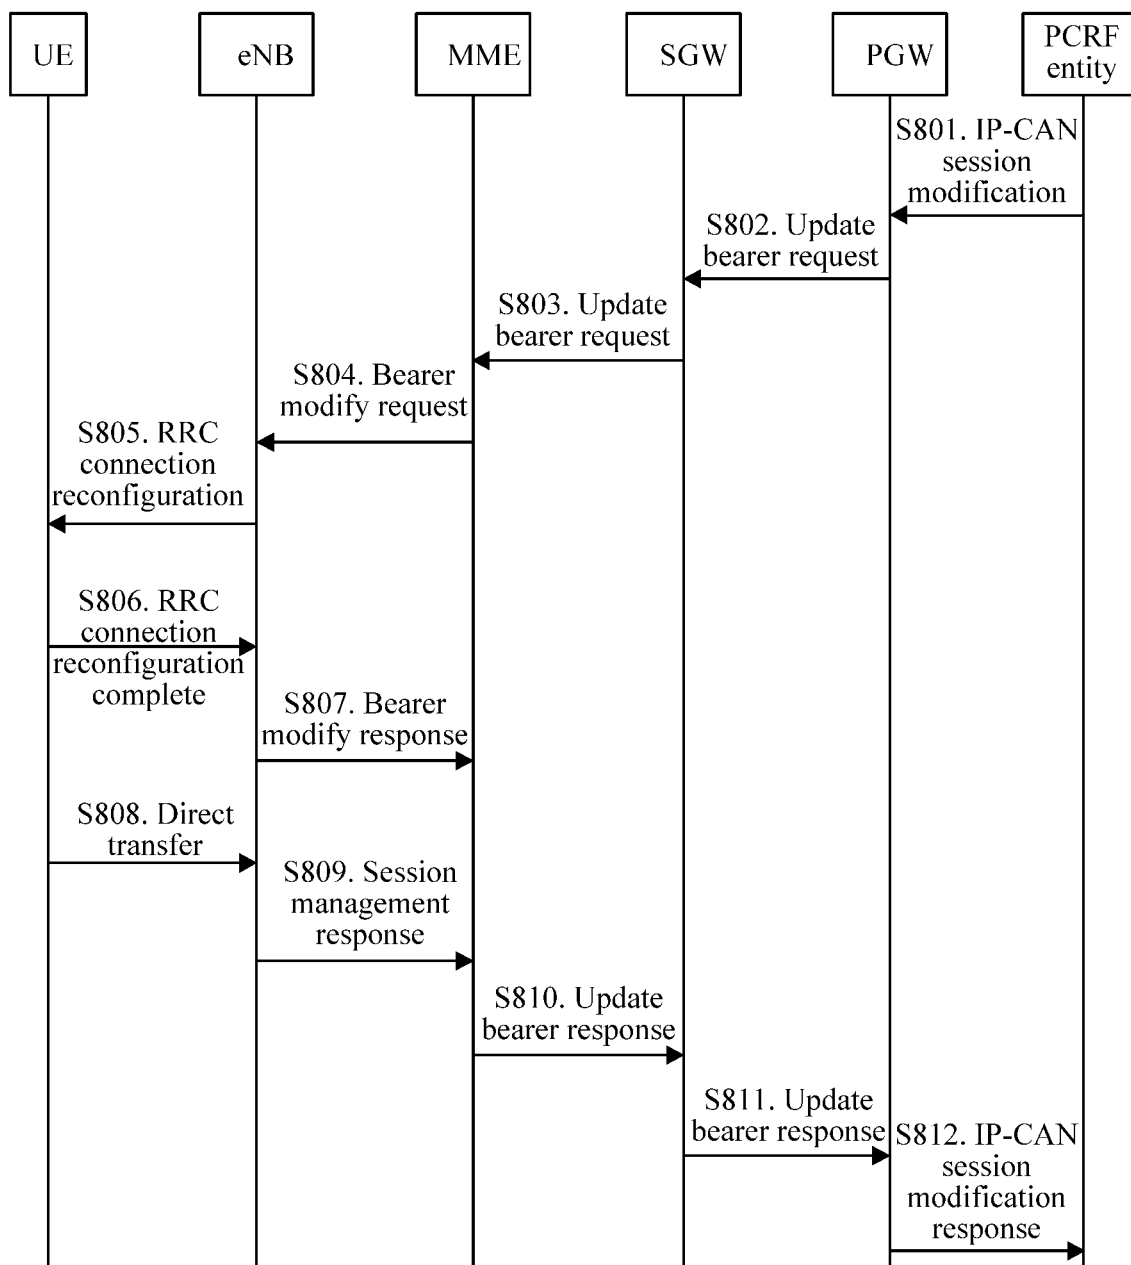 UE
eNB
MME
SGW
PGW
PCRF
entity
S801. IP-CAN
session
modification
S802. Update
bearer request
S803. Update
bearer request
S804. Bearer
modify request
S805. RRC
connection
reconfiguration
S806. RRC
connection
reconfiguration
complete
S807. Bearer
modify response
S808. Direct
transfer
S809. Session
management
response
S810. Update
bearer response
S811. Update
bearer response
S812. IP-CAN
session
modification
response